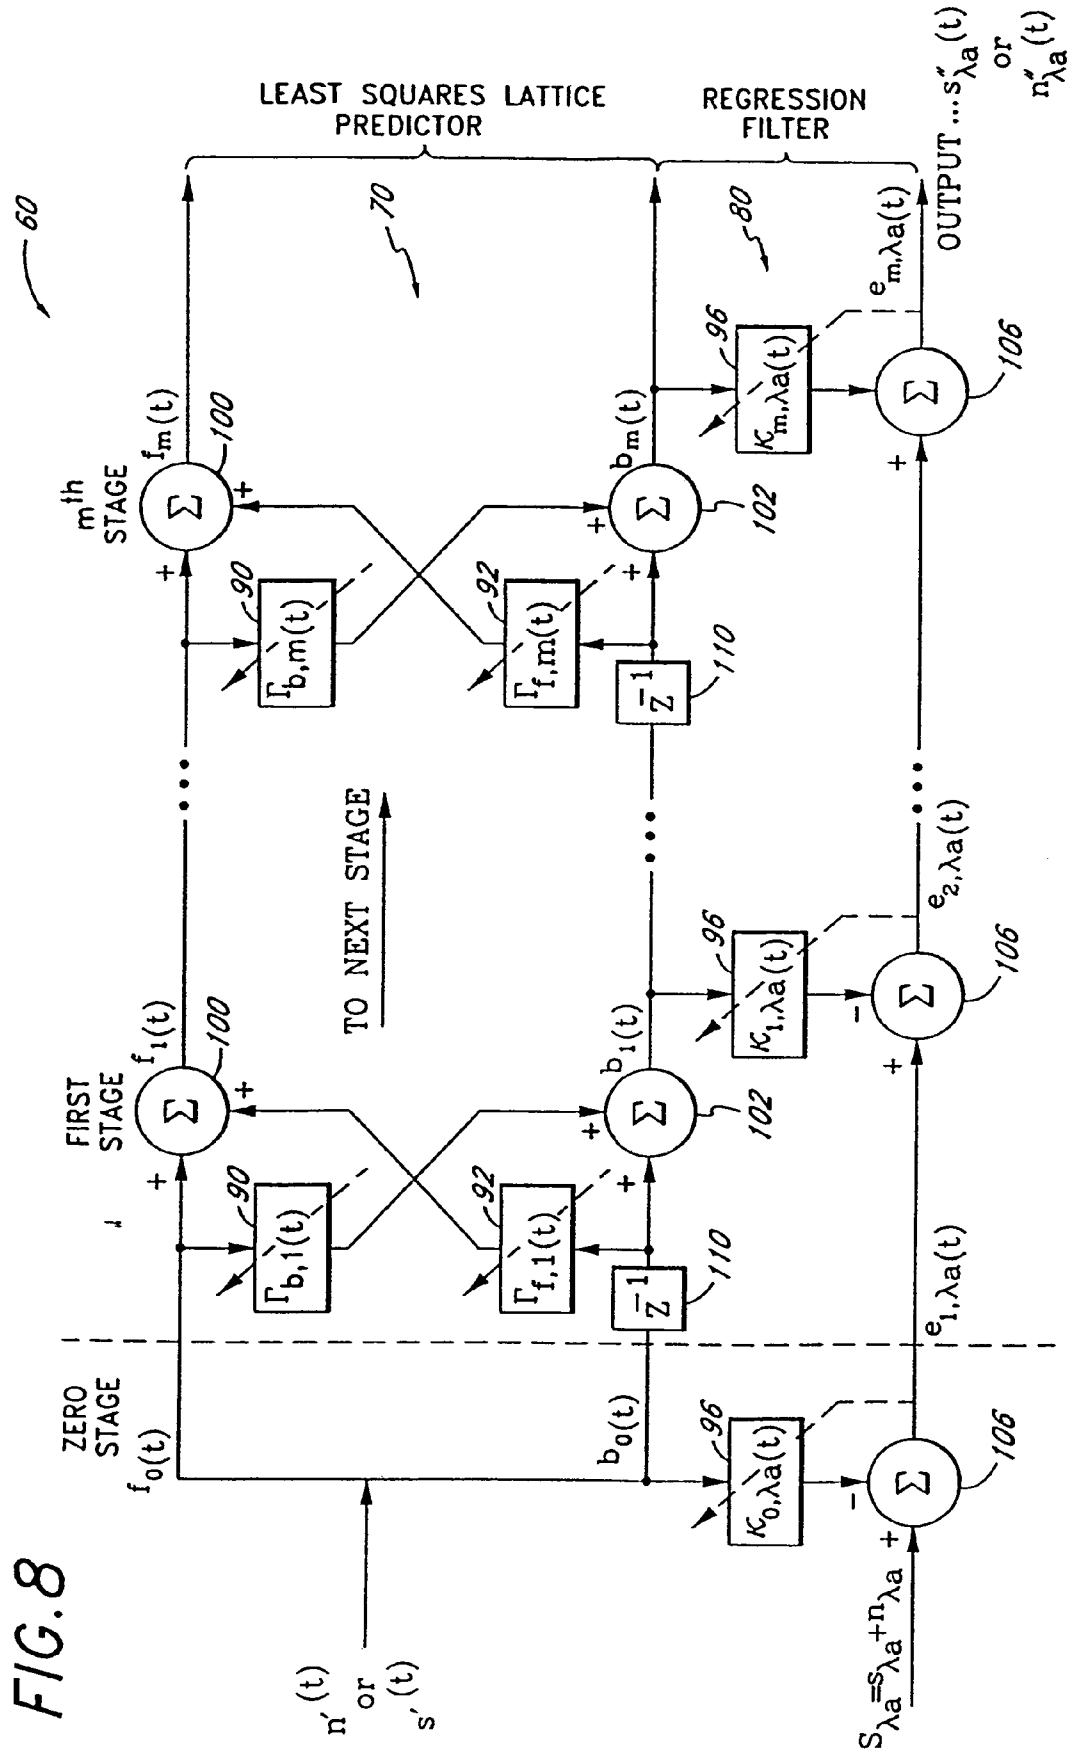 FIG. 8
60
ZERO
STAGE
FIRST
STAGE
mth
STAGE
f0(t)
+
Σ
+
100
f1(t)
...
+
Σ
+
100
fm(t)
LEAST SQUARES LATTICE
PREDICTOR
90
Γb,1(t)
90
Γb,m(t)
70
n'(t)
or
s'(t)
TO NEXT STAGE
92
Γf,1(t)
92
Γf,m(t)
b0(t)
z-1
110
+
+
Σ
102
b1(t)
...
z-1
110
+
+
Σ
102
bm(t)
REGRESSION
FILTER
80
96
κ0,λa(t)
96
κ1,λa(t)
96
κm,λa(t)
Sλa=sλa+nλa
+
−
Σ
106
e1,λa(t)
+
−
Σ
106
e2,λa(t)
...
+
Σ
106
em,λa(t)
OUTPUT...s"λa(t)
or
n"λa(t)